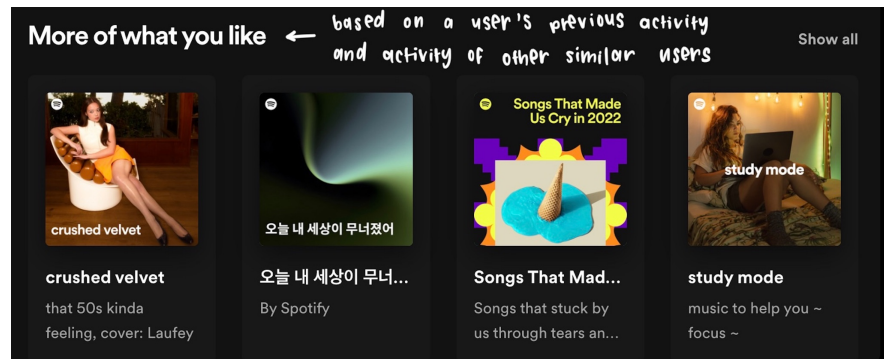 More of what you like
based on a user's previous activity
and activity of other similar users
Show all
crushed velvet
오늘 내 세상이 무너졌어
Songs That Made
Us Cry in 2022
study mode
crushed velvet
that 50s kinda
feeling, cover: Laufey
오늘 내 세상이 무너...
By Spotify
Songs That Mad...
Songs that stuck by
us through tears an...
study mode
music to help you ~
focus ~